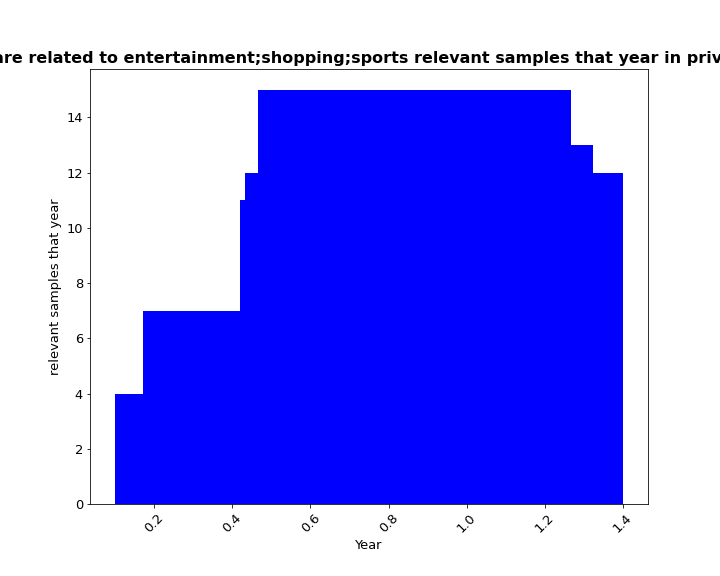 are related to entertainment;shopping;sports relevant samples that year in priv
14
12
10
8
6
4
2
0
relevant samples that year
0.2 0.4 0.6 0.8 1.0 1.2 1.4
Year